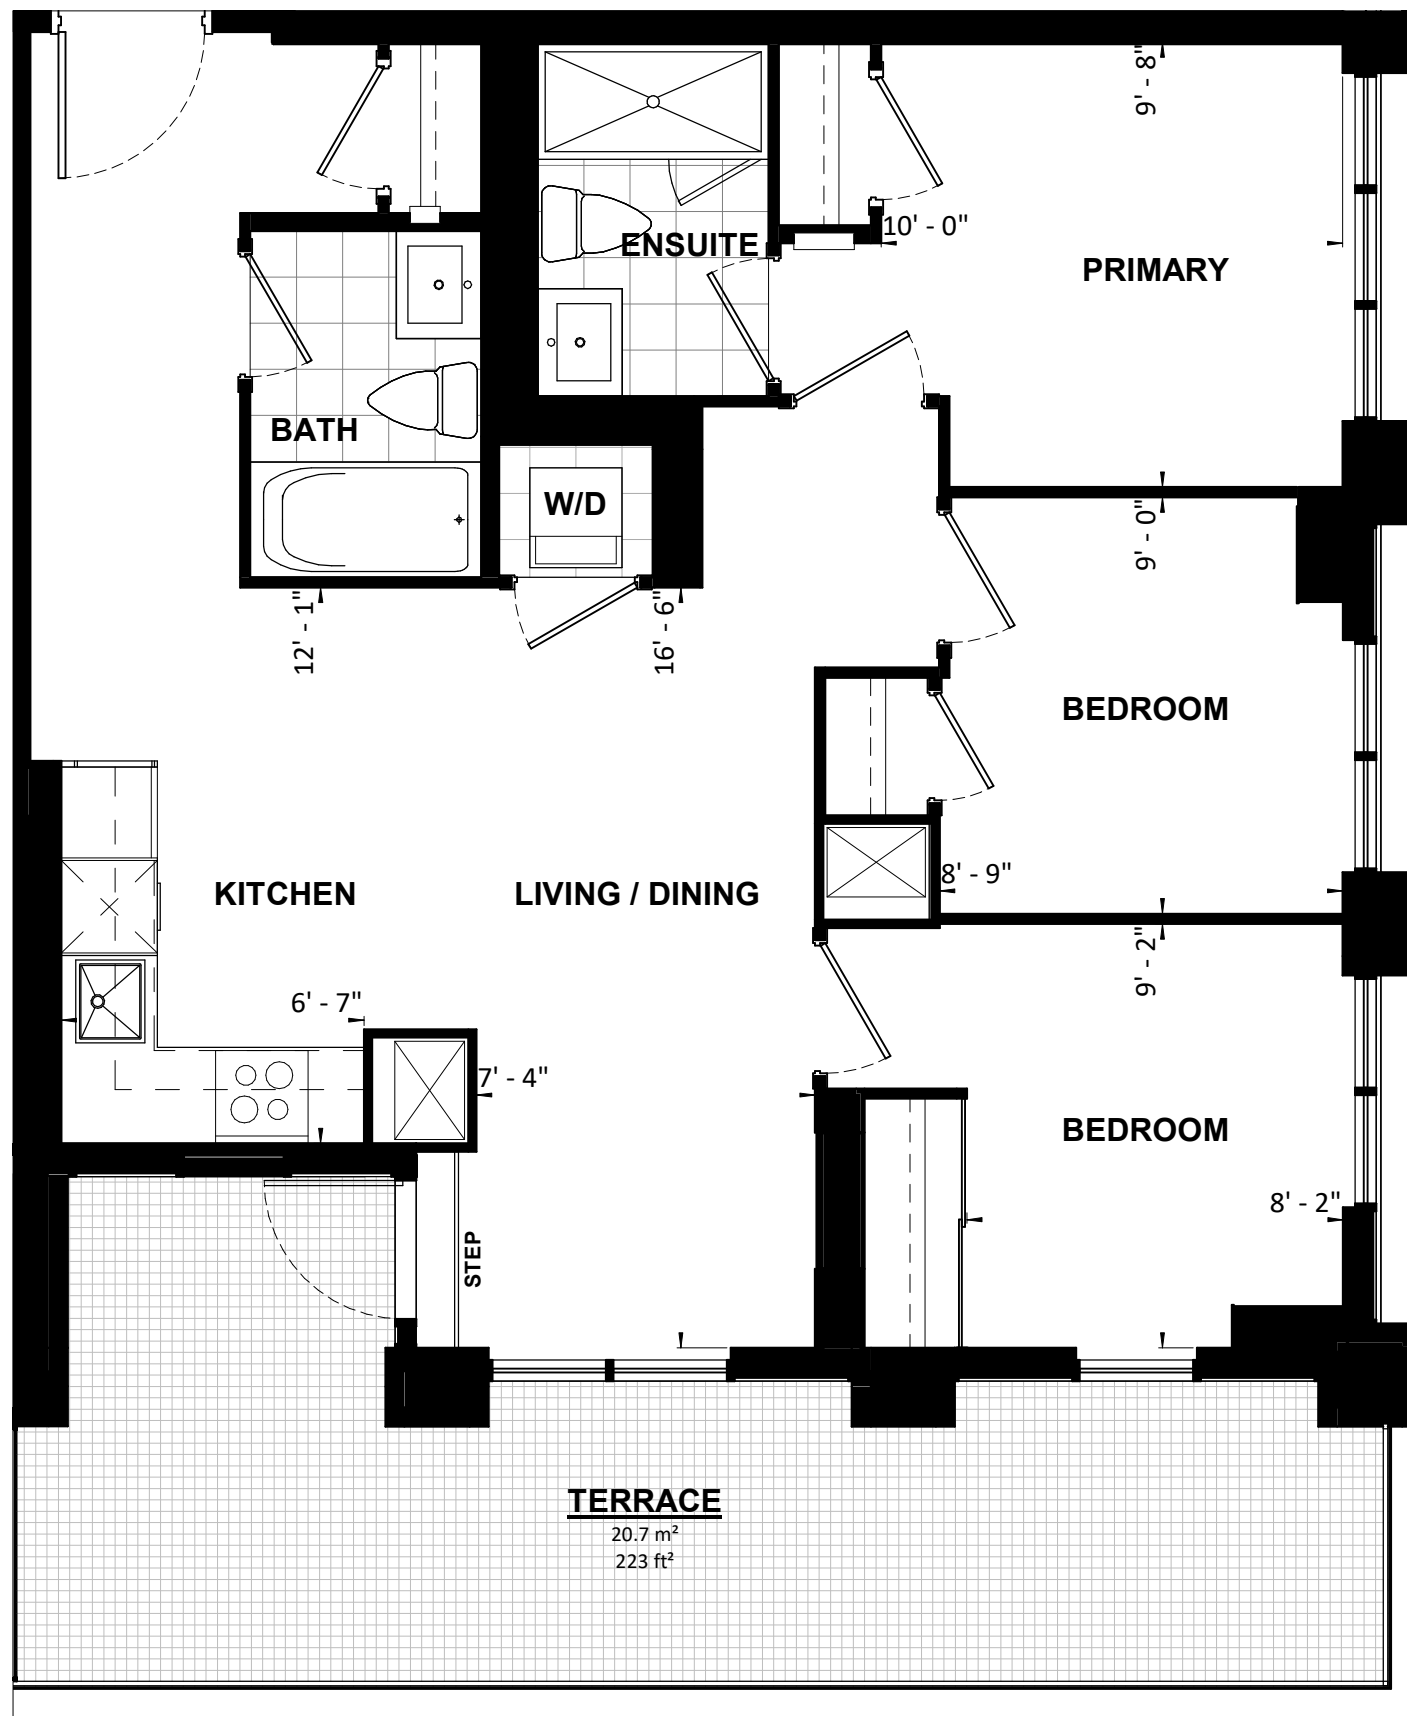 9' - 8"
10' - 0"
ENSUITE
PRIMARY
BATH
W/D
9' - 0"
12' - 1"
16' - 6"
BEDROOM
8' - 9"
KITCHEN
LIVING / DINING
9' - 2"
6' - 7"
7' - 4"
BEDROOM
8' - 2"
STEP
TERRACE
20.7 m²
223 ft²